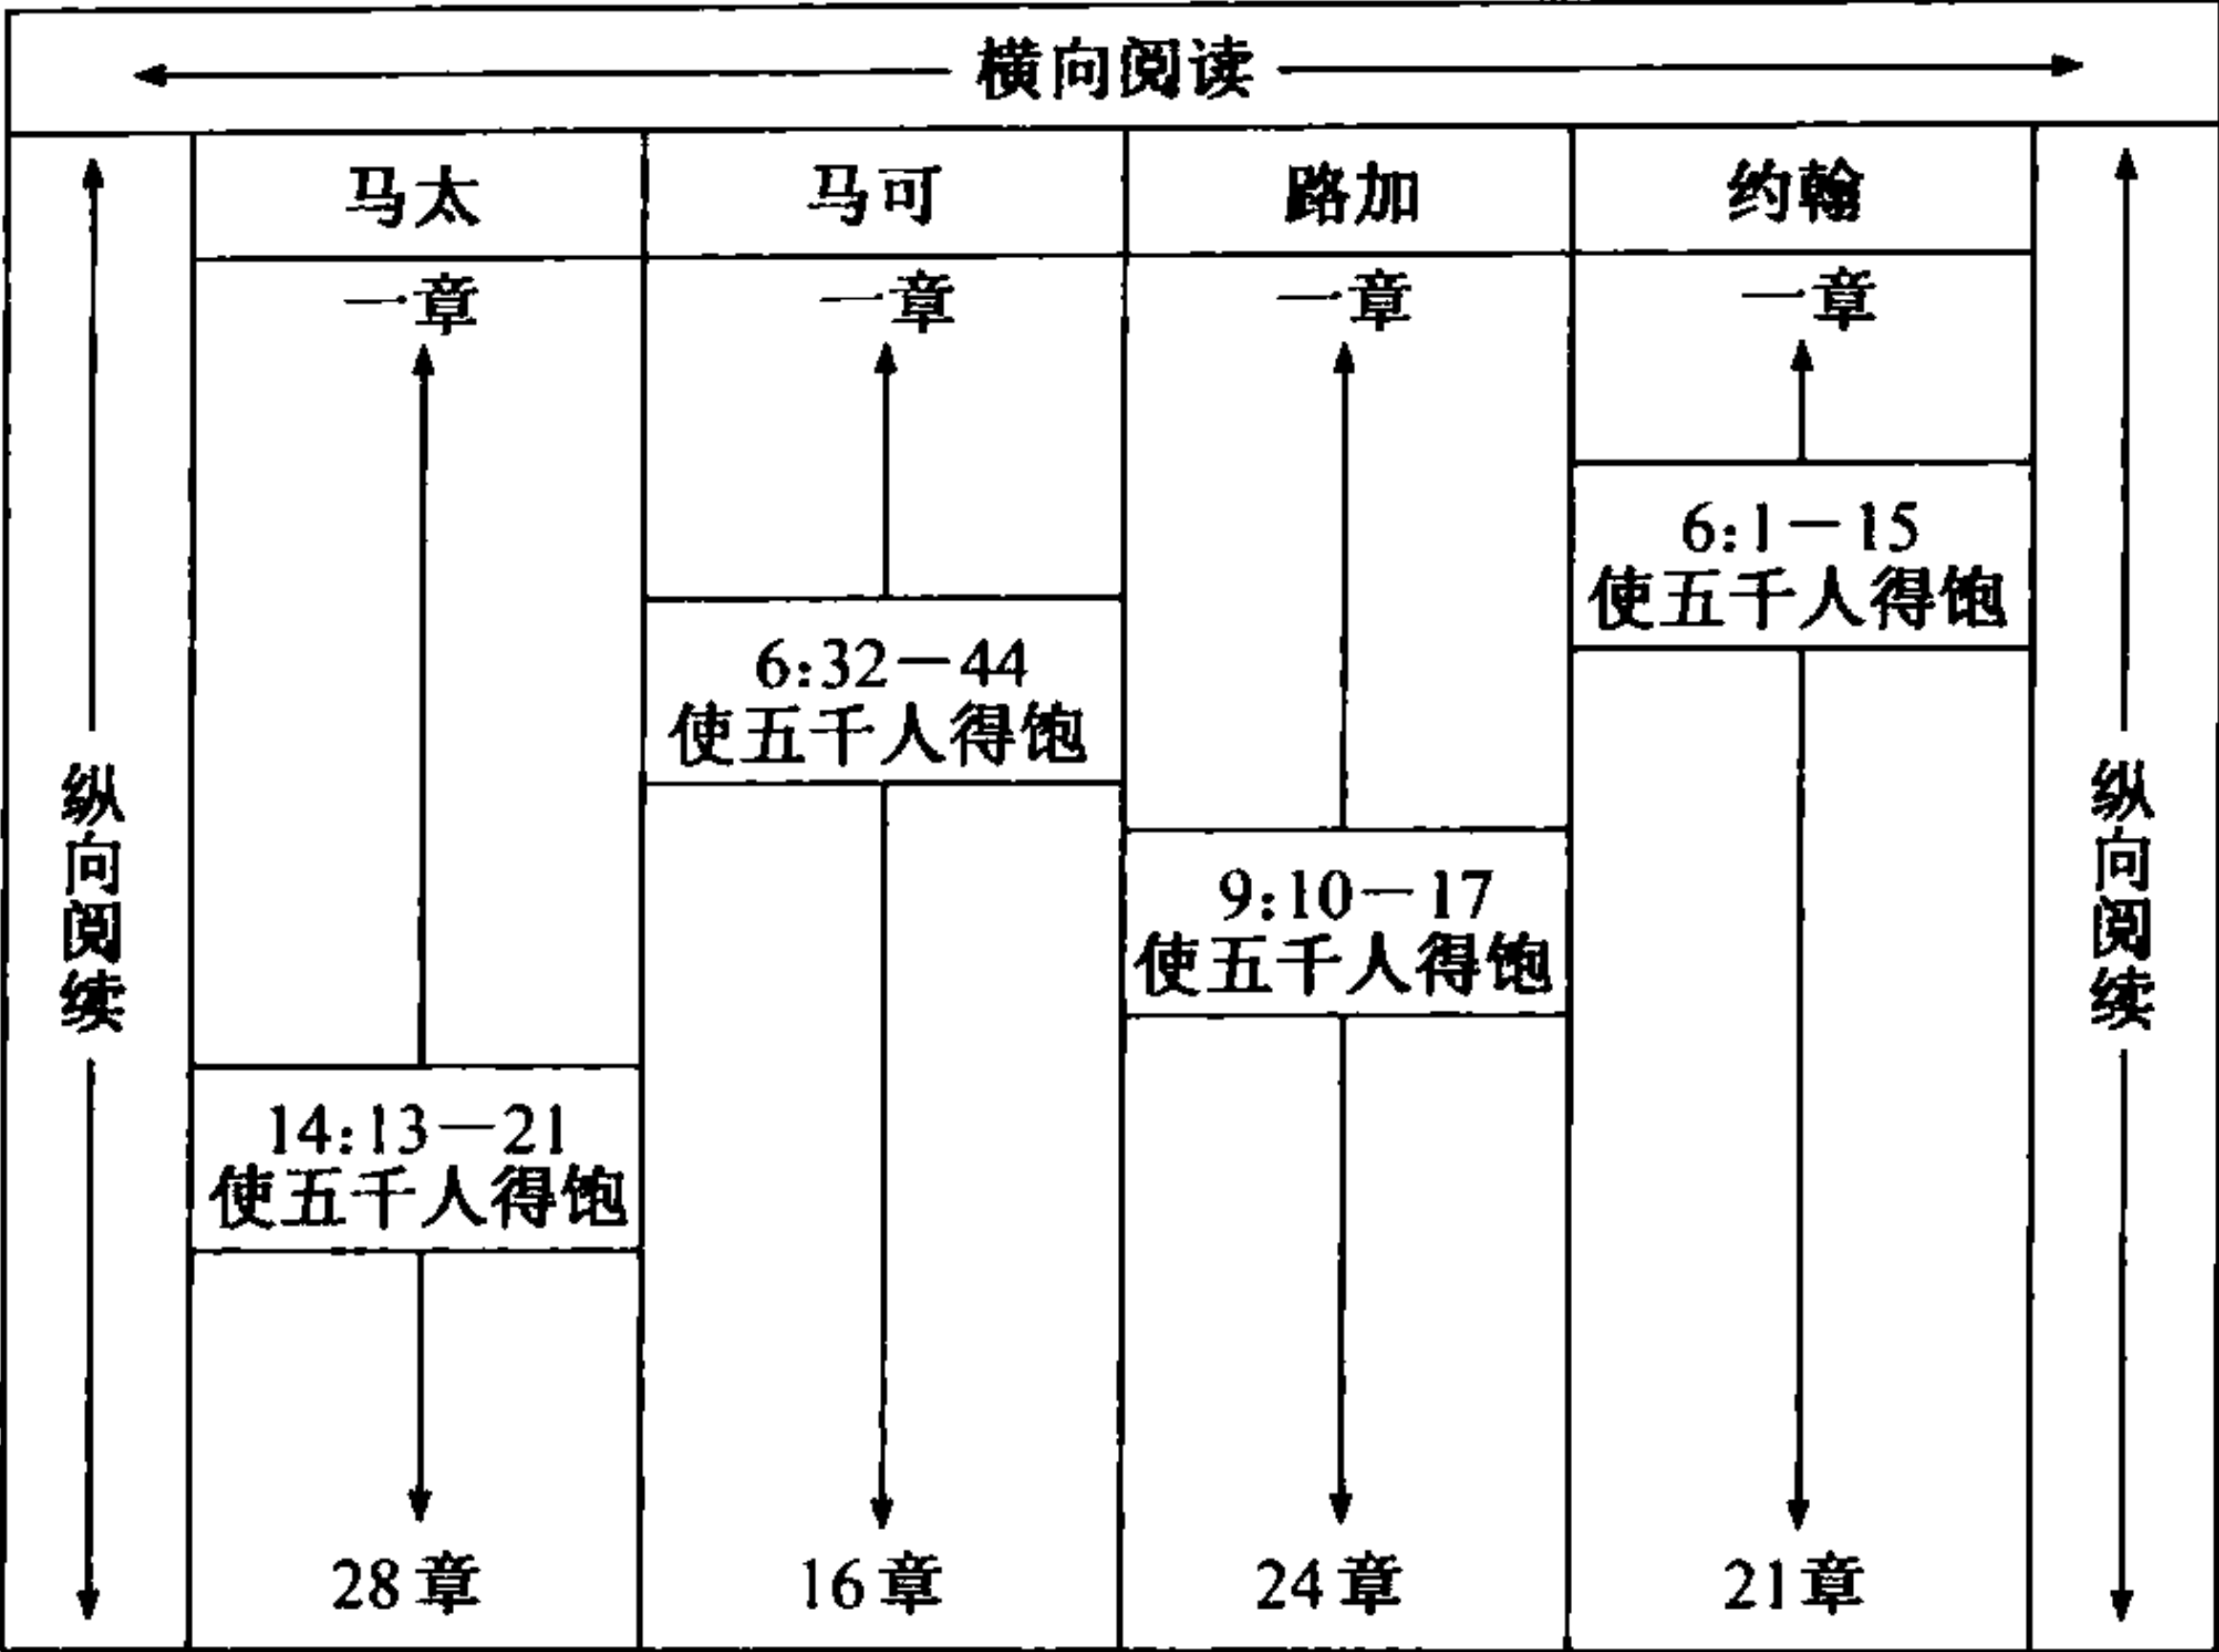 横向阅读
马太 马可 路加 约翰
一章 一章 一章 一章
6:1—15
使五千人得饱
6:32—44
使五千人得饱
9:10—17
使五千人得饱
14:13—21
使五千人得饱
纵向阅续
纵向阅续
28章 16章 24章 21章